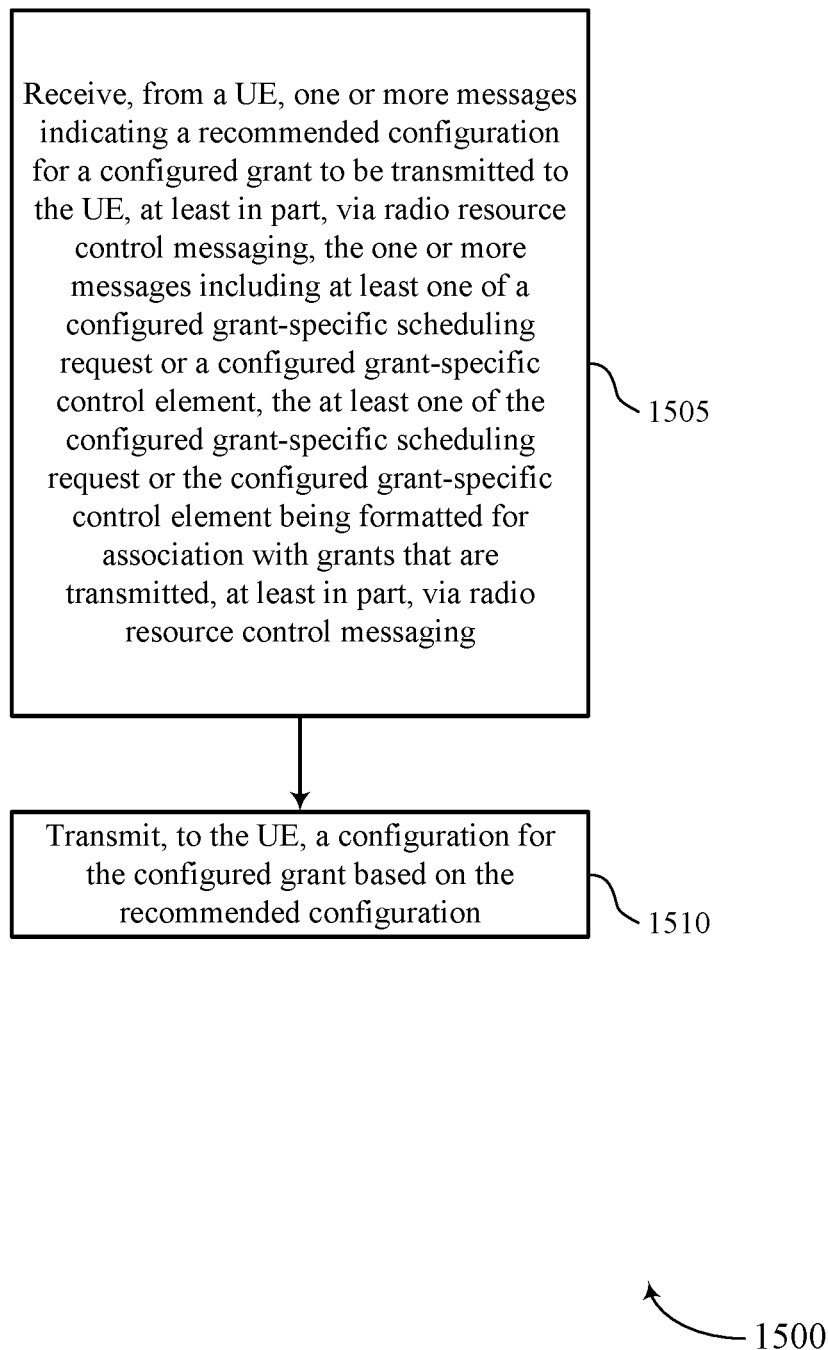 Receive, from a UE, one or more messages
indicating a recommended configuration
for a configured grant to be transmitted to
the UE, at least in part, via radio resource
control messaging, the one or more
messages including at least one of a
configured grant-specific scheduling
request or a configured grant-specific
control element, the at least one of the
configured grant-specific scheduling
request or the configured grant-specific
control element being formatted for
association with grants that are
transmitted, at least in part, via radio
resource control messaging
1505
Transmit, to the UE, a configuration for
the configured grant based on the
recommended configuration
1510
1500